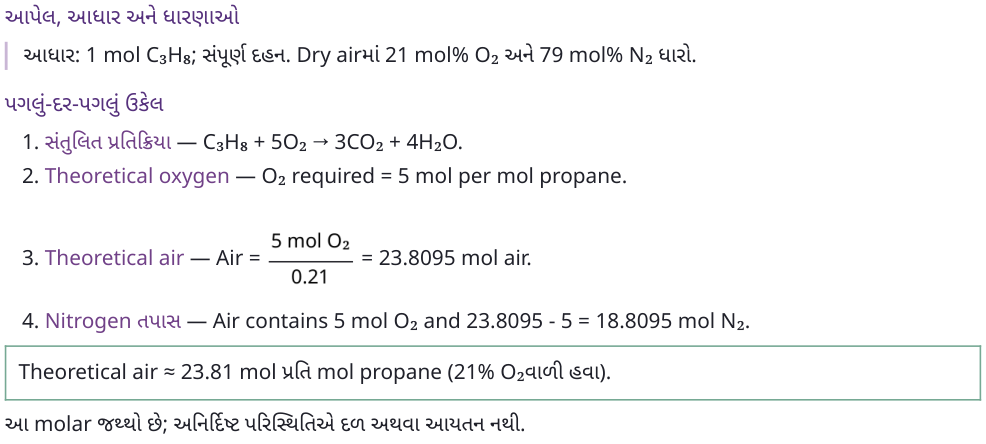 આપેલ, આધાર અને ધારણાઓ
આધાર: 1 mol C₃H₈; સંપૂર્ણ દહન. Dry airમાં 21 mol% O₂ અને 79 mol% N₂ ધારો.
પગલું-દર-પગલું ઉકેલ
1. સંતુલિત પ્રતિક્રિયા — C₃H₈ + 5O₂ → 3CO₂ + 4H₂O.
2. Theoretical oxygen — O₂ required = 5 mol per mol propane.
3. Theoretical air — Air = 5 mol O₂ / 0.21 = 23.8095 mol air.
4. Nitrogen તપાસ — Air contains 5 mol O₂ and 23.8095 - 5 = 18.8095 mol N₂.
Theoretical air ≈ 23.81 mol પ્રતિ mol propane (21% O₂વાળી હવા).
આ molar જથ્થો છે; અનિર્દિષ્ટ પરિસ્થિતિએ દળ અથવા આયતન નથી.